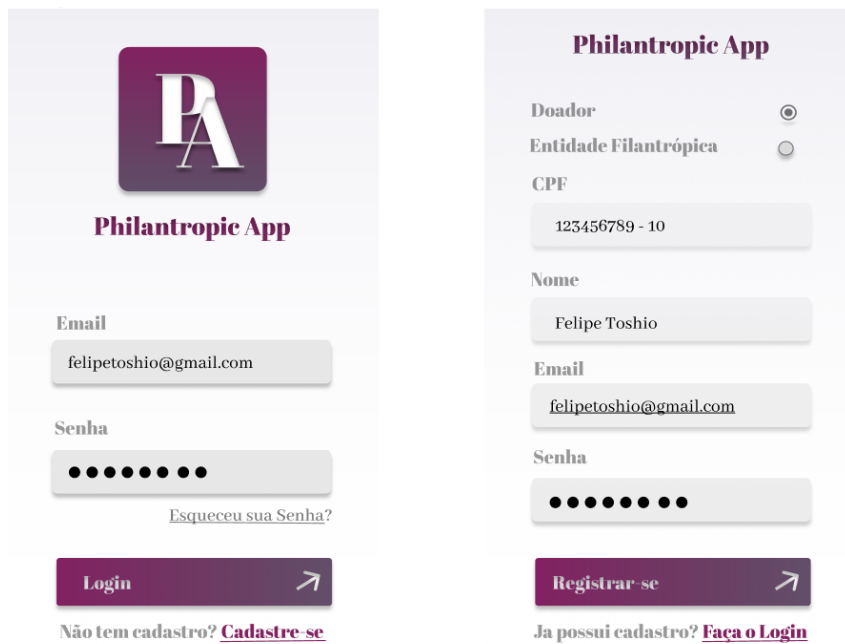 PA
Philantropic App
Email
felipetoshio@gmail.com
Senha
Esqueceu sua Senha?
Login
Não tem cadastro? Cadastre-se
Philantropic App
Doador
Entidade Filantrópica
CPF
123456789 - 10
Nome
Felipe Toshio
Email
felipetoshio@gmail.com
Senha
Registrar-se
Ja possui cadastro? Faça o Login